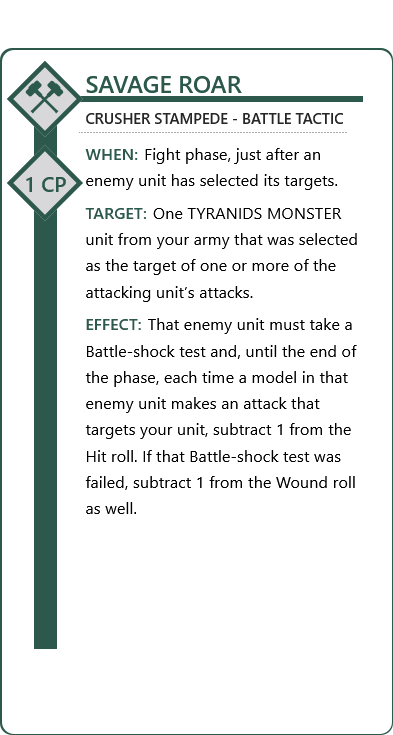 SAVAGE ROAR
CRUSHER STAMPEDE - BATTLE TACTIC
1 CP
WHEN: Fight phase, just after an
enemy unit has selected its targets.
TARGET: One TYRANIDS MONSTER
unit from your army that was selected
as the target of one or more of the
attacking unit’s attacks.
EFFECT: That enemy unit must take a
Battle-shock test and, until the end of
the phase, each time a model in that
enemy unit makes an attack that
targets your unit, subtract 1 from the
Hit roll. If that Battle-shock test was
failed, subtract 1 from the Wound roll
as well.